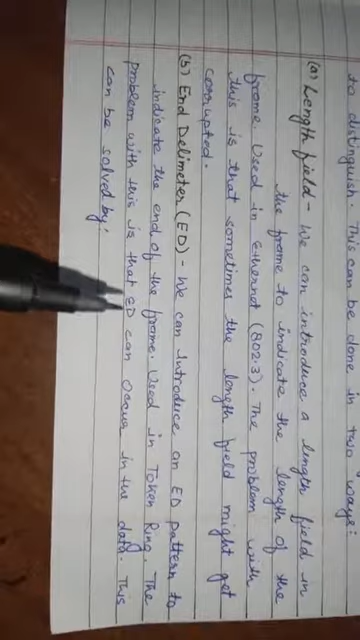 to distinguish. This can be done in two ways:
(a) Length field - We can introduce a length field in
the frame to indicate the length of the
frame. Used in Ethernet (802.3). The problem with
this is that sometimes the length field might get
corrupted.
(b) End Delimeter (ED) - We can introduce an ED pattern to
indicate the end of the frame. Used in Token Ring. The
problem with this is that ED can occur in the data. This
can be solved by: